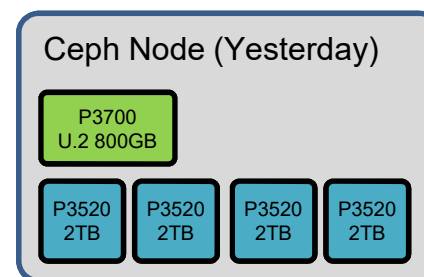 Ceph Node (Yesterday)
P3700
U.2 800GB
P3520 P3520 P3520 P3520
2TB 2TB 2TB 2TB